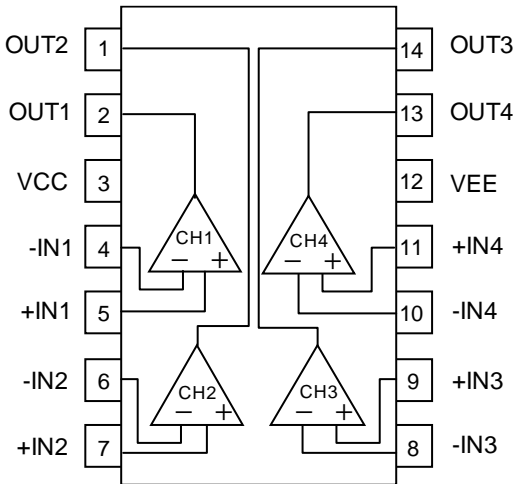 OUT2 1 14 OUT3
OUT1 2 13 OUT4
VCC 3 12 VEE
-IN1 4 CH1 CH4 11 +IN4
− + − +
+IN1 5 10 -IN4
-IN2 6 CH2 CH3 9 +IN3
− + − +
+IN2 7 8 -IN3